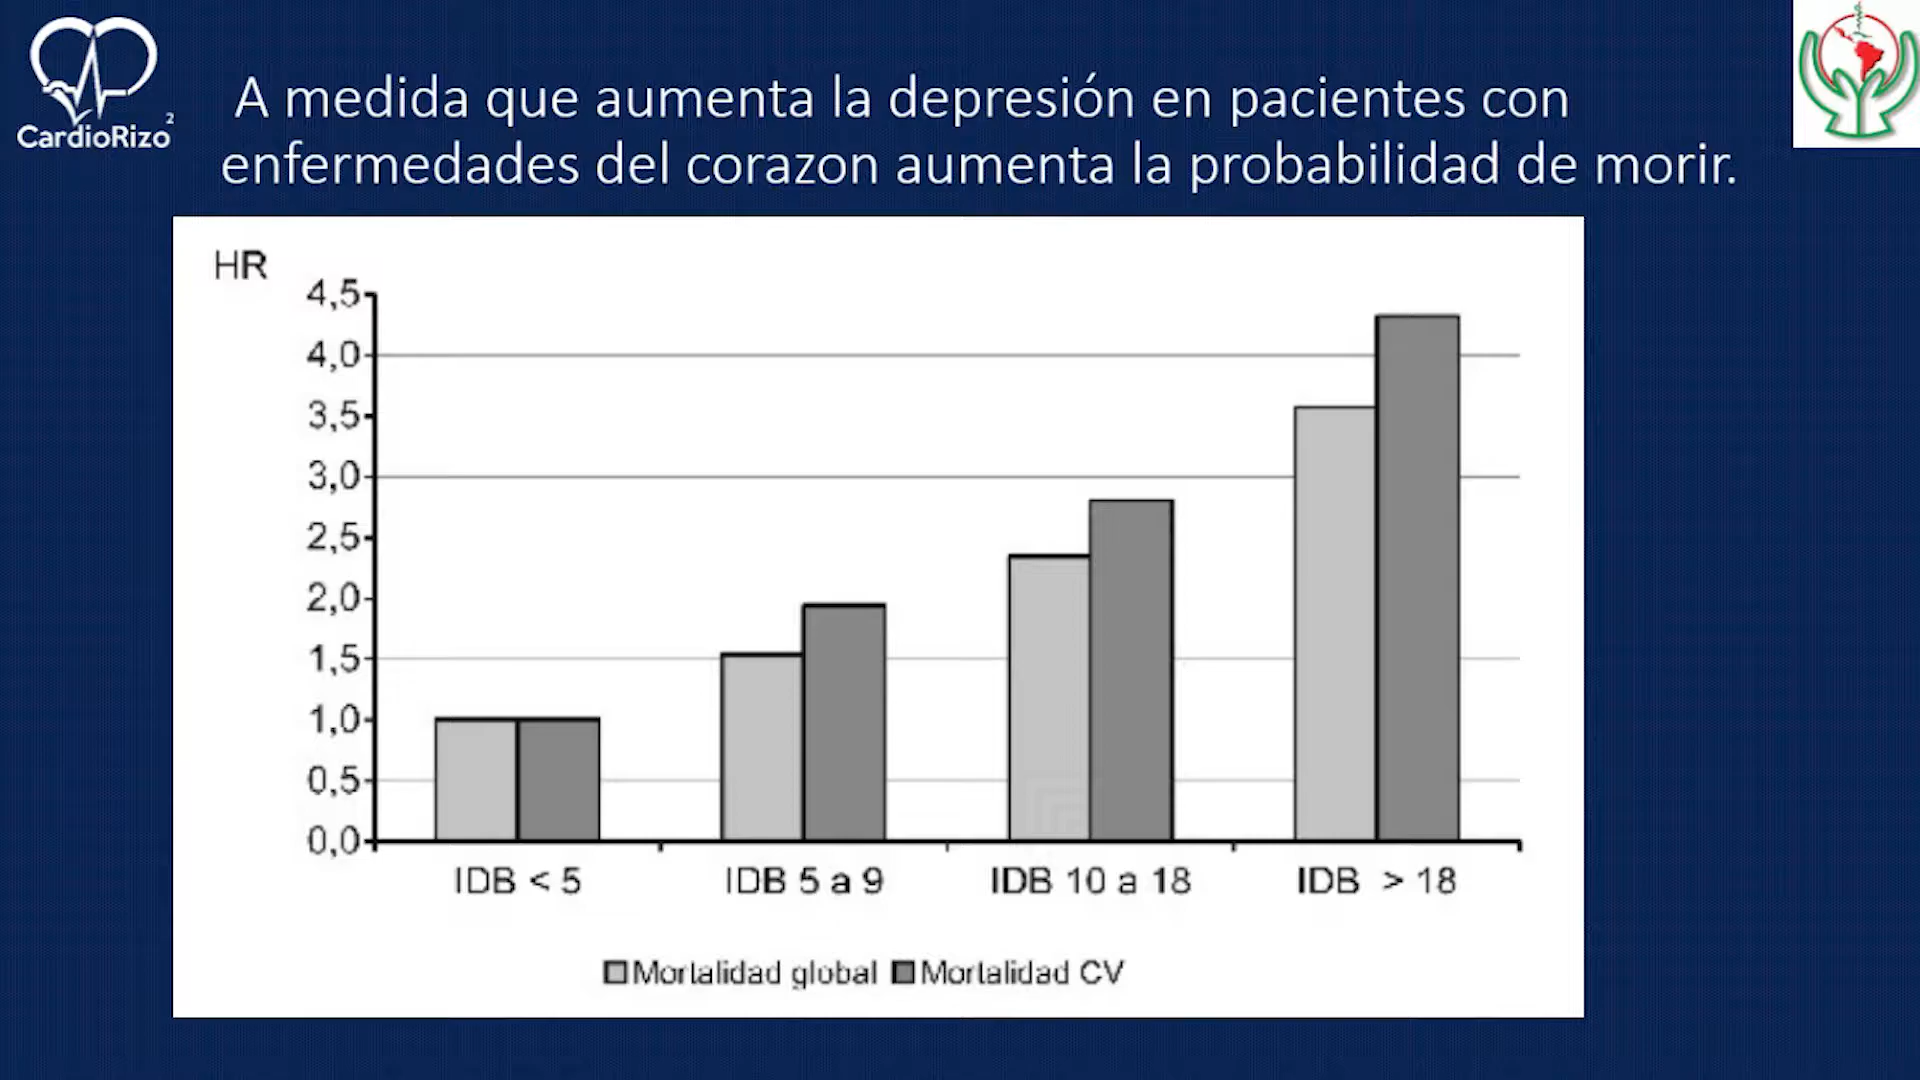 CardioRizo²
A medida que aumenta la depresión en pacientes con
enfermedades del corazon aumenta la probabilidad de morir.
HR
4,5
4,0
3,5
3,0
2,5
2,0
1,5
1,0
0,5
0,0
IDB < 5 IDB 5 a 9 IDB 10 a 18 IDB > 18
Mortalidad global Mortalidad CV